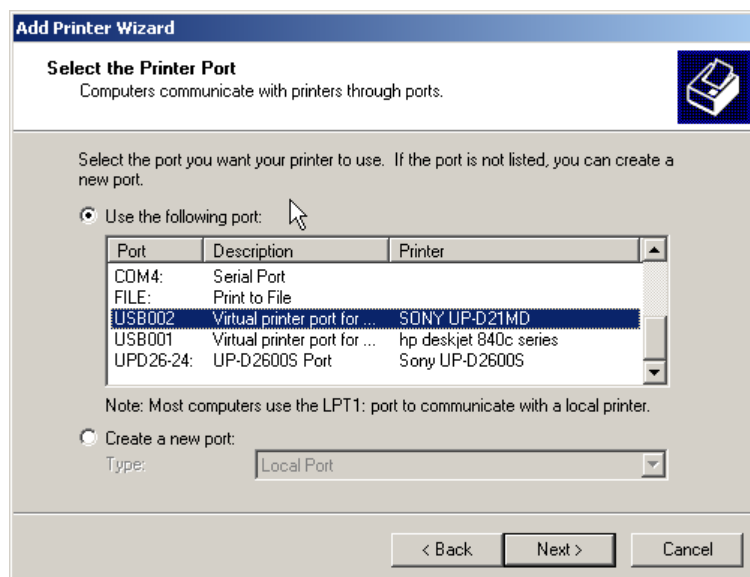 Add Printer Wizard
Select the Printer Port
Computers communicate with printers through ports.
Select the port you want your printer to use.  If the port is not listed, you can create a
new port.
Use the following port:
Port Description Printer
COM4: Serial Port
FILE: Print to File
USB002 Virtual printer port for ... SONY UP-D21MD
USB001 Virtual printer port for ... hp deskjet 840c series
UPD26-24: UP-D2600S Port Sony UP-D2600S
Note: Most computers use the LPT1: port to communicate with a local printer.
Create a new port:
Type: Local Port
< Back Next > Cancel